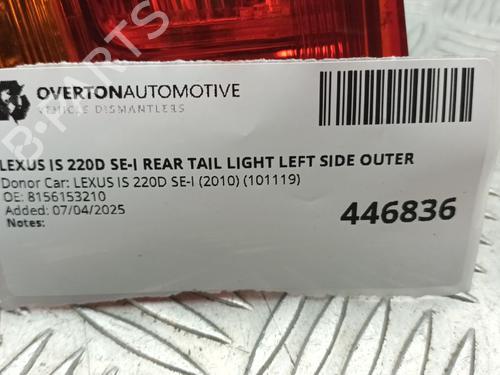 OVERTONAUTOMOTIVE
VEHICLE DISMANTLERS
LEXUS IS 220D SE-I REAR TAIL LIGHT LEFT SIDE OUTER
Donor Car: LEXUS IS 220D SE-I (2010) (101119)
OE: 8156153210
Added: 07/04/2025
Notes:
446836
B-PARTS